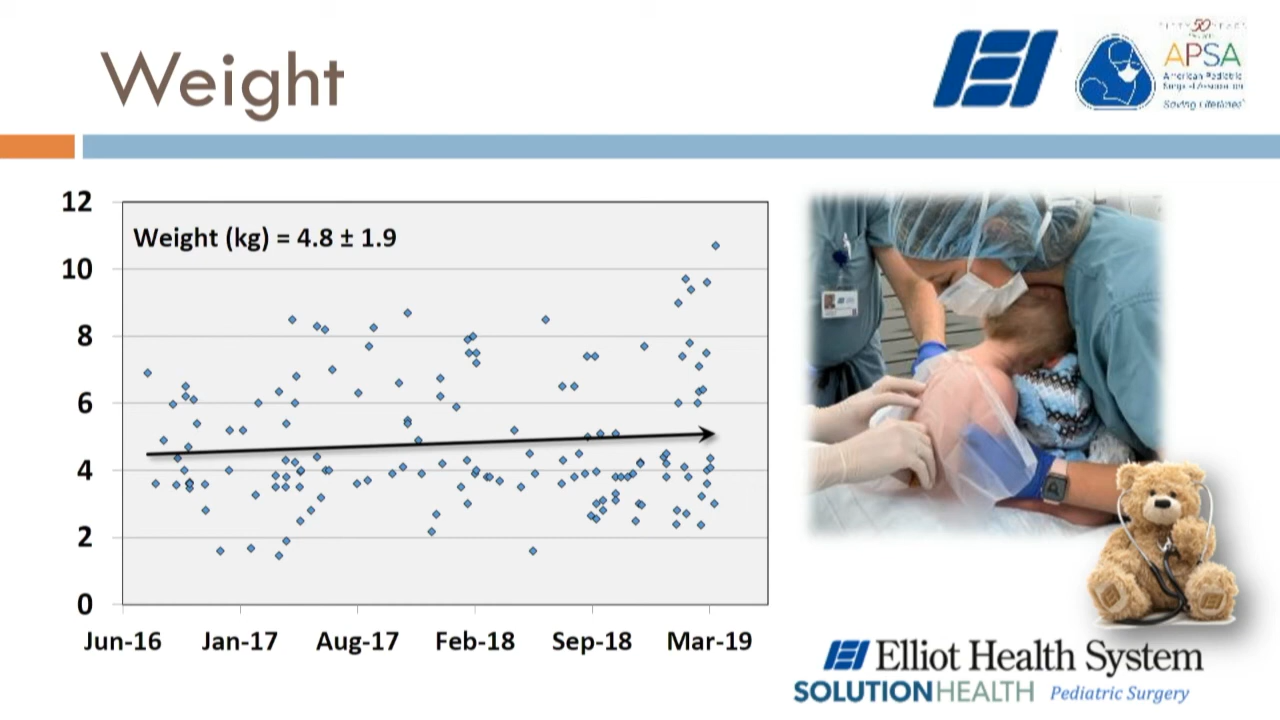 Weight
50
APSA
American Pediatric
Surgical Association
Saving Lifetimes
12
Weight (kg) = 4.8 ± 1.9
10
8
6
4
2
0
Jun-16 Jan-17 Aug-17 Feb-18 Sep-18 Mar-19
Elliot Health System
SOLUTIONHEALTH Pediatric Surgery